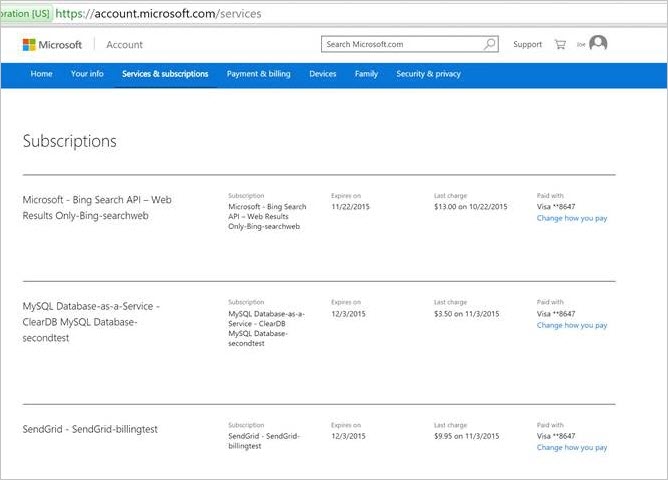 oration [US] https://account.microsoft.com/services
Microsoft Account Search Microsoft.com Support Joe
Home Your info Services & subscriptions Payment & billing Devices Family Security & privacy
Subscriptions
Microsoft - Bing Search API – Web
Results Only-Bing-searchweb
Subscription
Microsoft - Bing Search
API – Web Results
Only-Bing-searchweb
Expires on
11/22/2015
Last charge
$13.00 on 10/22/2015
Paid with
Visa **8647
Change how you pay
MySQL Database-as-a-Service -
ClearDB MySQL Database-
secondtest
Subscription
MySQL Database-as-a-
Service - ClearDB
MySQL Database-
secondtest
Expires on
12/3/2015
Last charge
$3.50 on 11/3/2015
Paid with
Visa **8647
Change how you pay
SendGrid - SendGrid-billingtest
Subscription
SendGrid - SendGrid-
billingtest
Expires on
12/3/2015
Last charge
$9.95 on 11/3/2015
Paid with
Visa **8647
Change how you pay